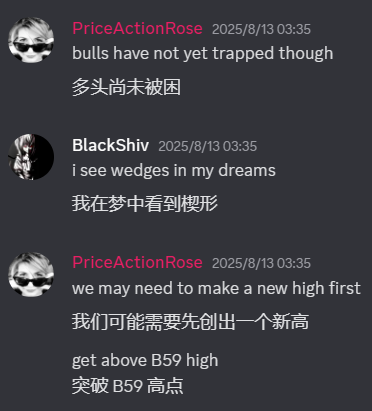 PriceActionRose 2025/8/13 03:35
bulls have not yet trapped though
多头尚未被困
BlackShiv 2025/8/13 03:35
i see wedges in my dreams
我在梦中看到楔形
PriceActionRose 2025/8/13 03:35
we may need to make a new high first
我们可能需要先创出一个新高
get above B59 high
突破 B59 高点